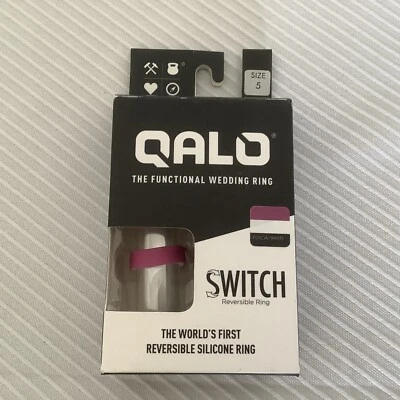 SIZE
5
QALO
THE FUNCTIONAL WEDDING RING
SWITCH
Reversible Ring
THE WORLD'S FIRST
REVERSIBLE SILICONE RING